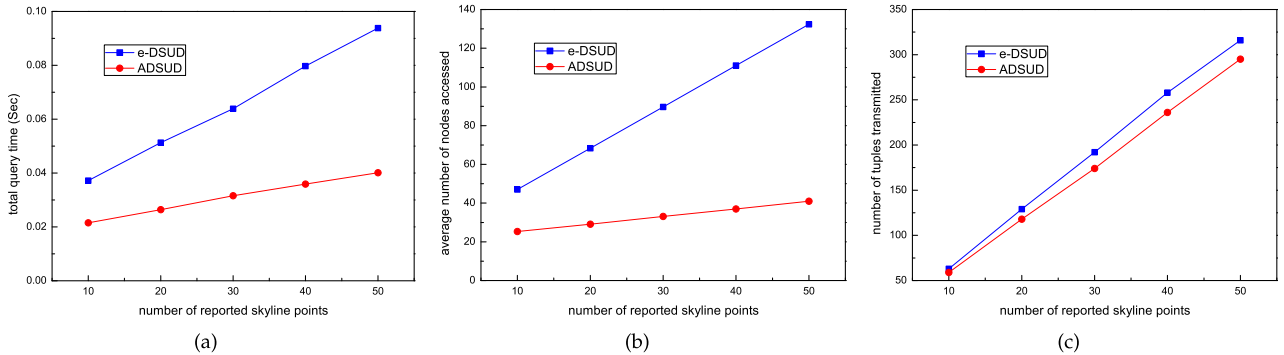 total query time (Sec)
0.10
0.08
0.06
0.04
0.02
0.00
e-DSUD
ADSUD
10 20 30 40 50
number of reported skyline points
(a)
average number of nodes accessed
140
120
100
80
60
40
20
0
e-DSUD
ADSUD
10 20 30 40 50
number of reported skyline points
(b)
number of tuples transmitted
350
300
250
200
150
100
50
e-DSUD
ADSUD
10 20 30 40 50
number of reported skyline points
(c)